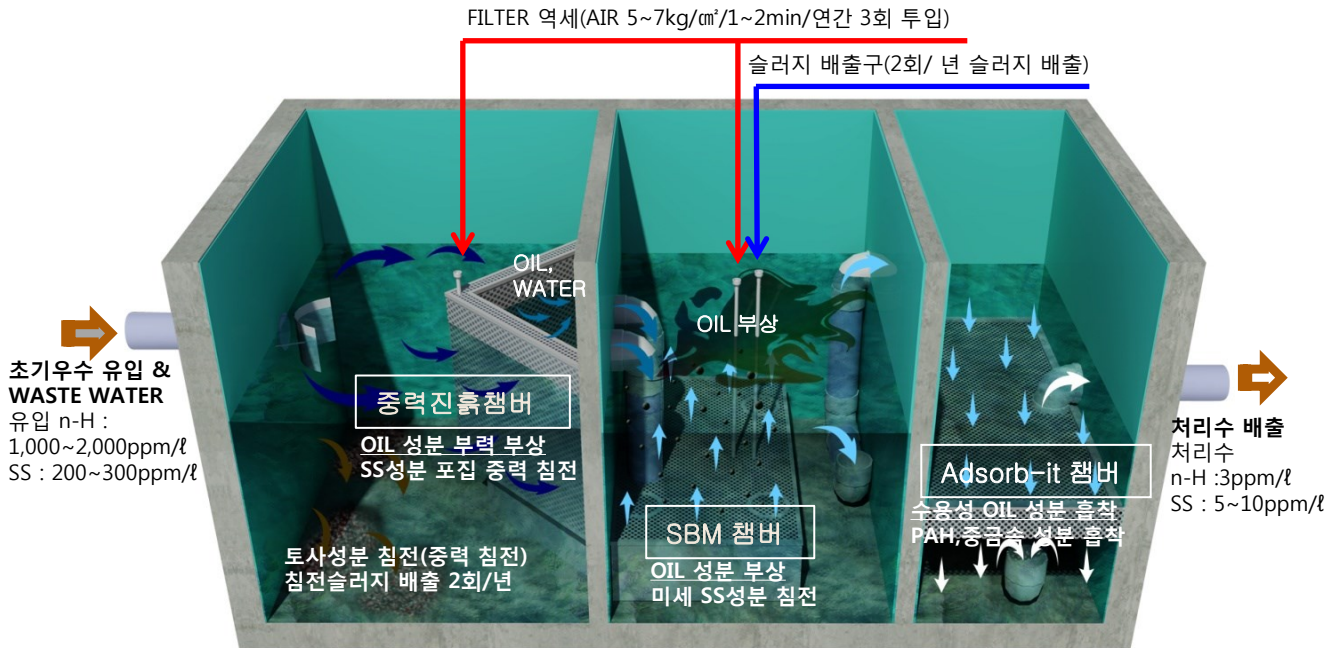 FILTER 역세(AIR 5~7kg/㎠/1~2min/연간 3회 투입)
슬러지 배출구(2회/ 년 슬러지 배출)
OIL,
WATER
OIL 부상
초기우수 유입 &
WASTE WATER
유입 n-H :
1,000~2,000ppm/ℓ
SS : 200~300ppm/ℓ
중력진흙챔버
OIL 성분 부력 부상
SS성분 포집 중력 침전
토사성분 침전(중력 침전)
침전슬러지 배출 2회/년
SBM 챔버
OIL 성분 부상
미세 SS성분 침전
Adsorb-it 챔버
수용성 OIL 성분 흡착
PAH,중금속 성분 흡착
처리수 배출
처리수
n-H :3ppm/ℓ
SS : 5~10ppm/ℓ